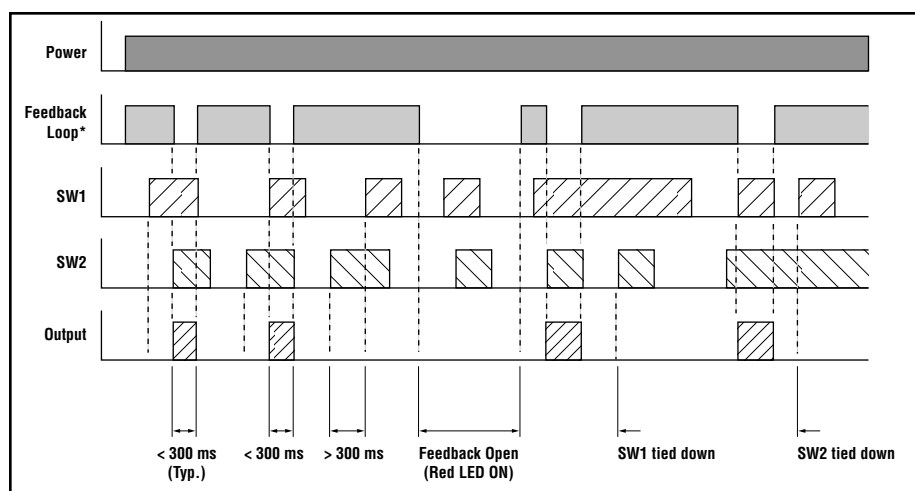 Power
Feedback
Loop*
SW1
SW2
Output
< 300 ms
(Typ.)
< 300 ms
> 300 ms
Feedback Open
(Red LED ON)
SW1 tied down
SW2 tied down